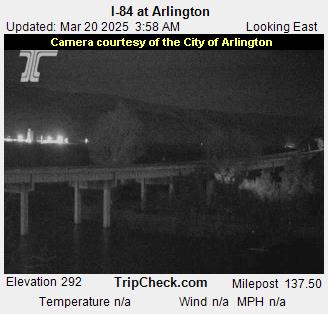 I-84 at Arlington
Updated: Mar 20 2025 3:58 AM Looking East
Camera courtesy of the City of Arlington
Elevation 292 TripCheck.com Milepost 137.50
Temperature n/a Wind n/a MPH n/a